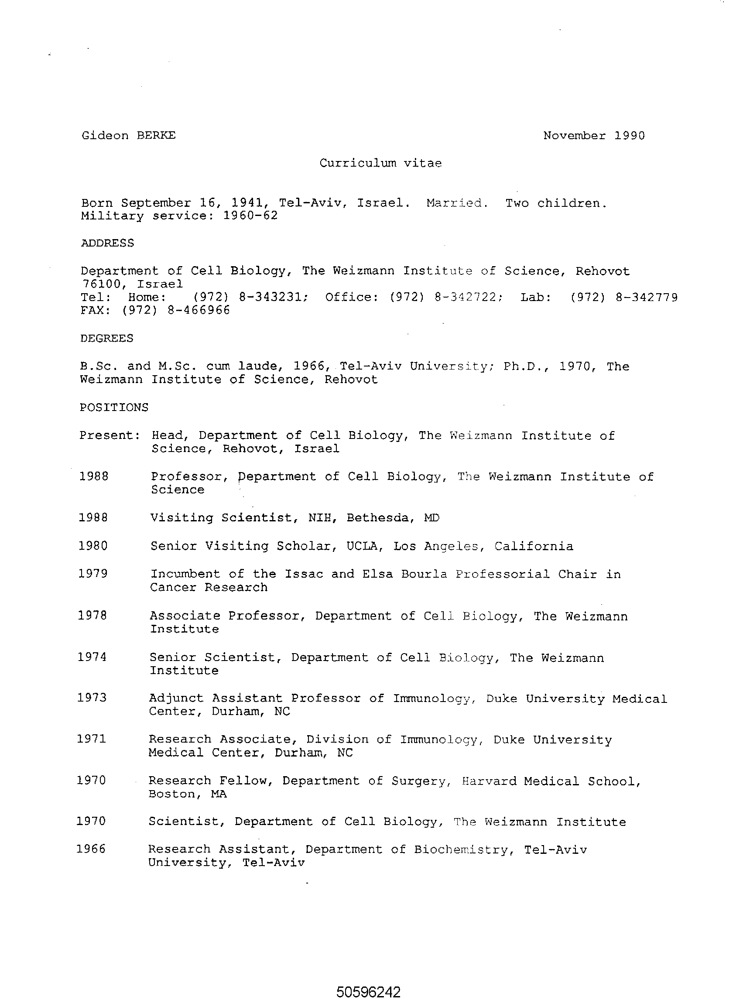 Gideon BERKE November 1990
Curriculum vitae
Born September 16, 1941, Tel-Aviv, Israel. Married. Two children.
Military service: 1960-62
ADDRESS
Department of Cell Biology, The Weizmann Institute of Science, Rehovot
76100, Israel
Tel: Home: (972) 8-343231; Office: (972) 8-342722; Lab: (972) 8-342779
FAX: (972) 8-466966
DEGREES
B.Sc. and M.Sc. cum laude, 1966, Tel-Aviv University; Ph.D., 1970, The
Weizmann Institute of Science, Rehovot
POSITIONS
Present: Head, Department of Cell Biology, The Weizmann Institute of
Science, Rehovot, Israel
1988 Professor, Department of Cell Biology, The Weizmann Institute of
Science
1988 Visiting Scientist, NIH, Bethesda, MD
1980 Senior Visiting Scholar, UCLA, Los Angeles, California
1979 Incumbent of the Issac and Elsa Bourla Professorial Chair in
Cancer Research
1978 Associate Professor, Department of Cell Biology, The Weizmann
Institute
1974 Senior Scientist, Department of Cell Biology, The Weizmann
Institute
1973 Adjunct Assistant Professor of Immunology, Duke University Medical
Center, Durham, NC
1971 Research Associate, Division of Immunology, Duke University
Medical Center, Durham, NC
1970 Research Fellow, Department of Surgery, Harvard Medical School,
Boston, MA
1970 Scientist, Department of Cell Biology, The Weizmann Institute
1966 Research Assistant, Department of Biochemistry, Tel-Aviv
University, Tel-Aviv
50596242